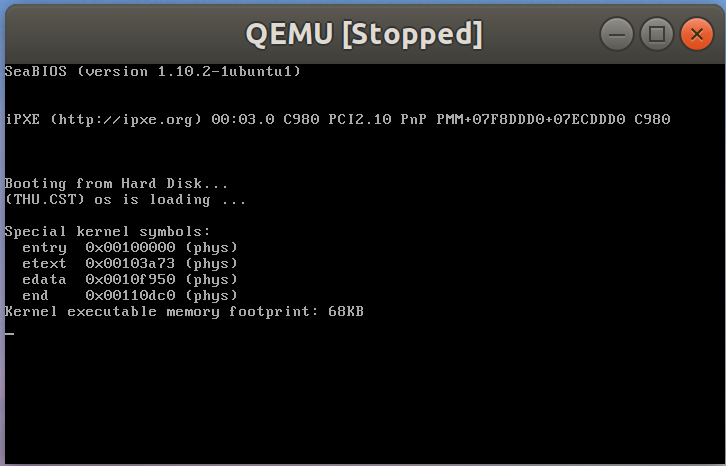 QEMU [Stopped]
SeaBIOS (version 1.10.2-1ubuntu1)
iPXE (http://ipxe.org) 00:03.0 C980 PCI2.10 PnP PMM+07F8DDD0+07ECDDD0 C980
Booting from Hard Disk...
(THU.CST) os is loading ...
Special kernel symbols:
  entry  0x00100000 (phys)
  etext  0x00103a73 (phys)
  edata  0x0010f950 (phys)
  end    0x00110dc0 (phys)
Kernel executable memory footprint: 68KB